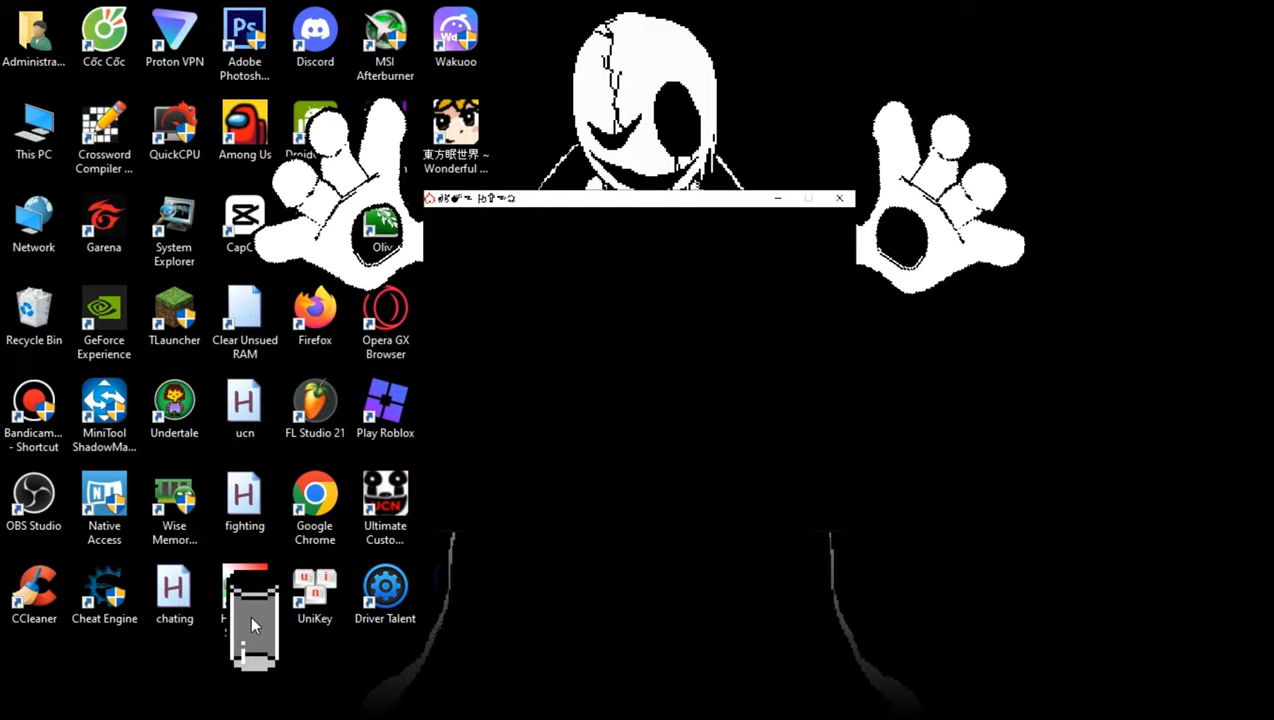 Administra...
Cốc Cốc
Proton VPN
Adobe
Photosh...
Discord
MSI
Afterburner
Wakuoo
This PC
Crossword
Compiler ...
QuickCPU
Among Us
東方眠世界 ~
Wonderful ...
Network
Garena
System
Explorer
CapC
Oliv
Recycle Bin
GeForce
Experience
TLauncher
Clear Unsued
RAM
Firefox
Opera GX
Browser
Bandicam...
- Shortcut
MiniTool
ShadowMa...
Undertale
ucn
FL Studio 21
Play Roblox
OBS Studio
Native
Access
Wise
Memor...
fighting
Google
Chrome
Ultimate
Custo...
CCleaner
Cheat Engine
chating
UniKey
Driver Talent